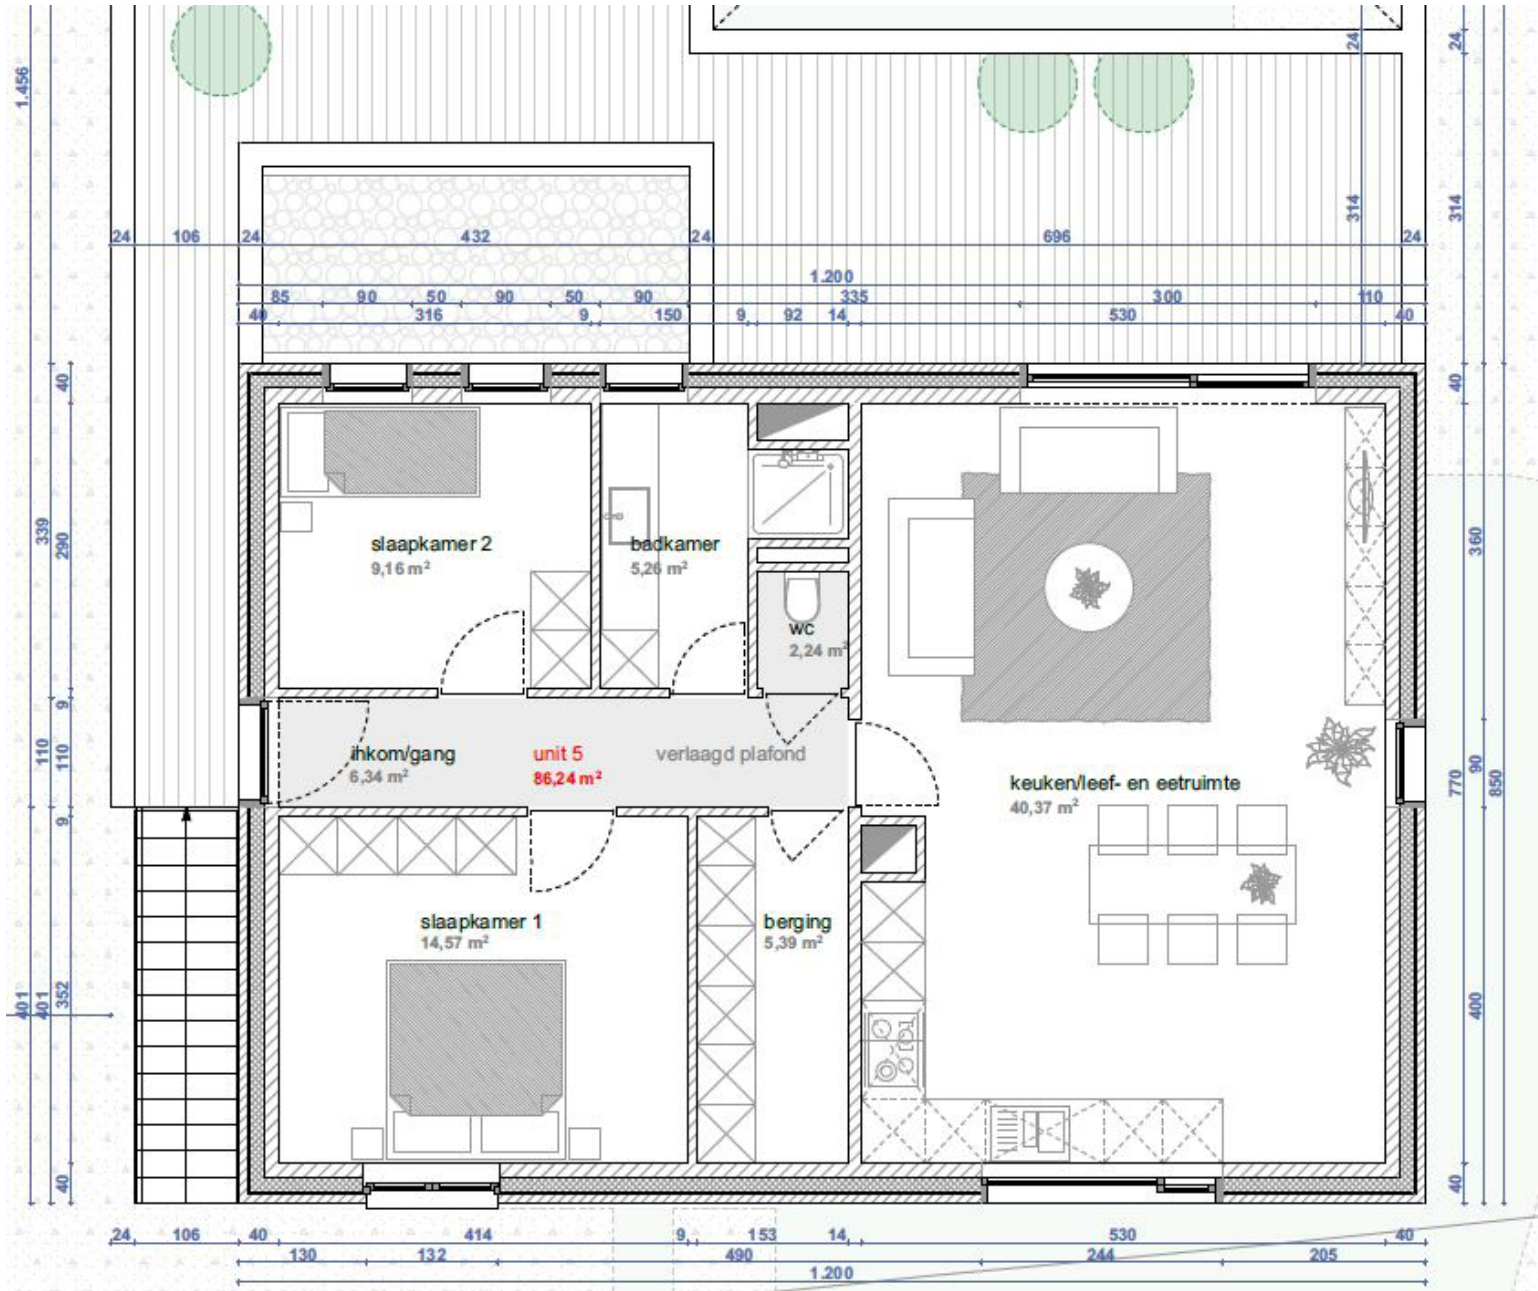 24
24
1.456
314
314
24 106 24 432 24 696 24
1.200
85 90 50 90 50 90 335 300 110
40 316 9 150 9 92 14 530 40
40
40
slaapkamer 2
9,16 m²
badkamer
5,26 m²
339
290
360
wc
2,24 m²
9
110
110
inkom/gang
6,34 m²
unit 5
86,24 m²
verlaagd plafond
keuken/leef- en eetruimte
40,37 m²
90
770
850
9
slaapkamer 1
14,57 m²
berging
5,39 m²
401
401
352
400
40
40
24 106 40 414 9 153 14 530 40
130 132 490 244 205
1.200